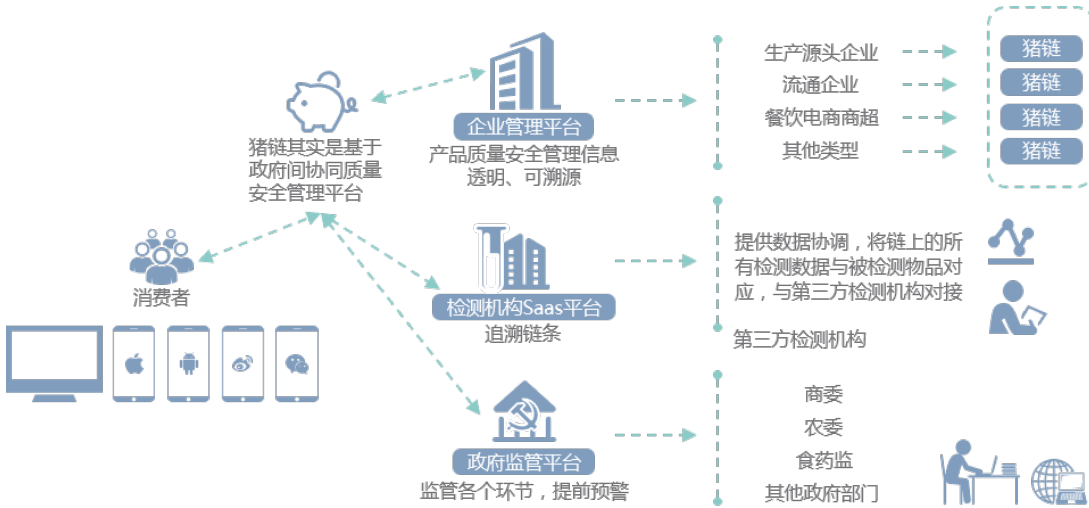 猪链其实是基于
政府间协同质量
安全管理平台
消费者
企业管理平台
产品质量安全管理信息
透明、可溯源
生产源头企业
猪链
流通企业
猪链
餐饮电商商超
猪链
其他类型
猪链
检测机构Saas平台
追溯链条
提供数据协调，将链上的所
有检测数据与被检测物品对
应，与第三方检测机构对接
第三方检测机构
政府监管平台
监管各个环节，提前预警
商委
农委
食药监
其他政府部门